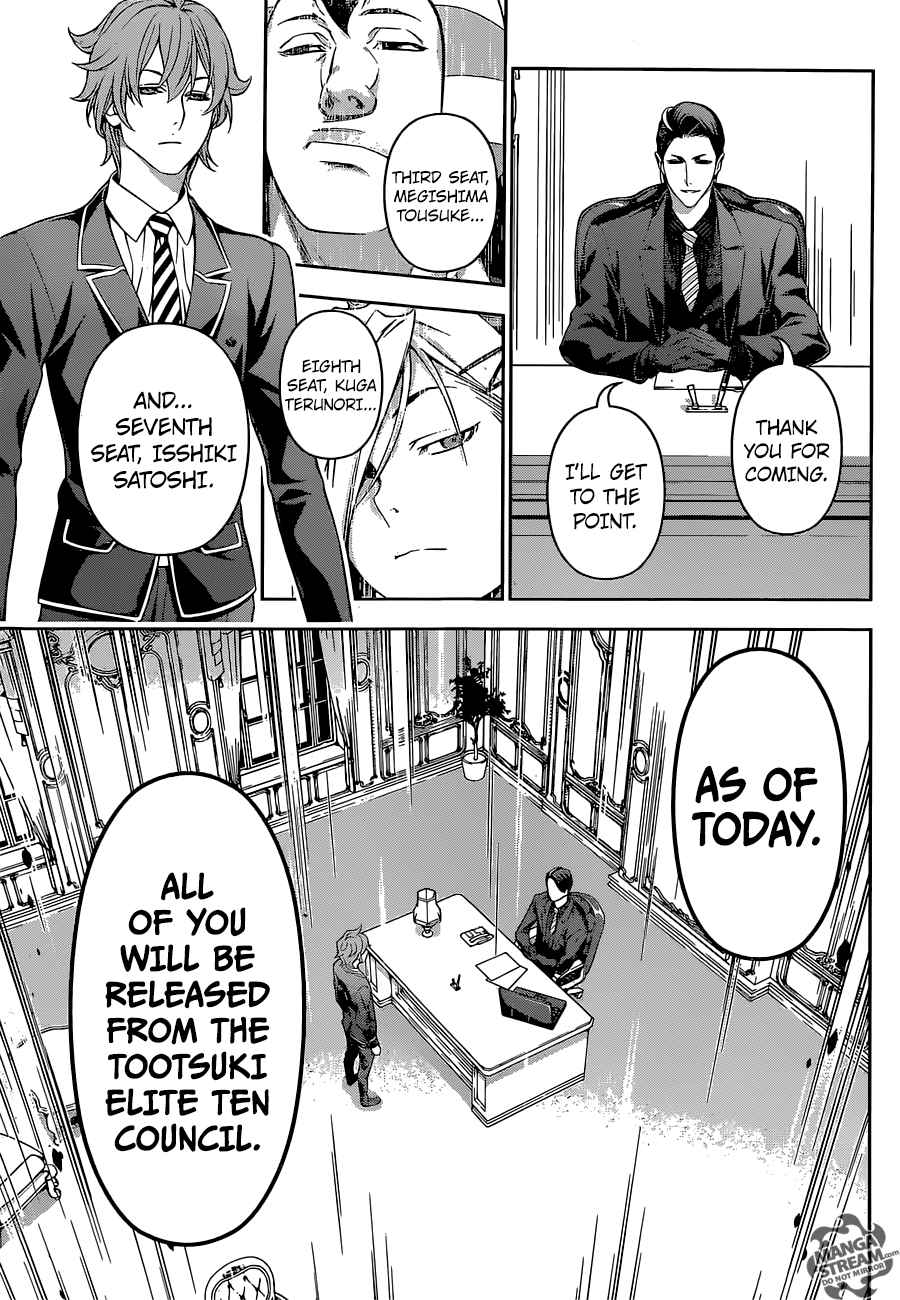 THANK
YOU FOR
COMING.
I'LL GET
TO THE
POINT.
THIRD SEAT,
MEGISHIMA
TOUSUKE...
EIGHTH
SEAT, KUGA
TERUNORI...
AND...
SEVENTH
SEAT, ISSHIKI
SATOSHI.
AS OF
TODAY.
ALL
OF YOU
WILL BE
RELEASED
FROM THE
TOOTSUKI
ELITE TEN
COUNCIL.
MANGA
STREAM.com
DO NOT MIRROR